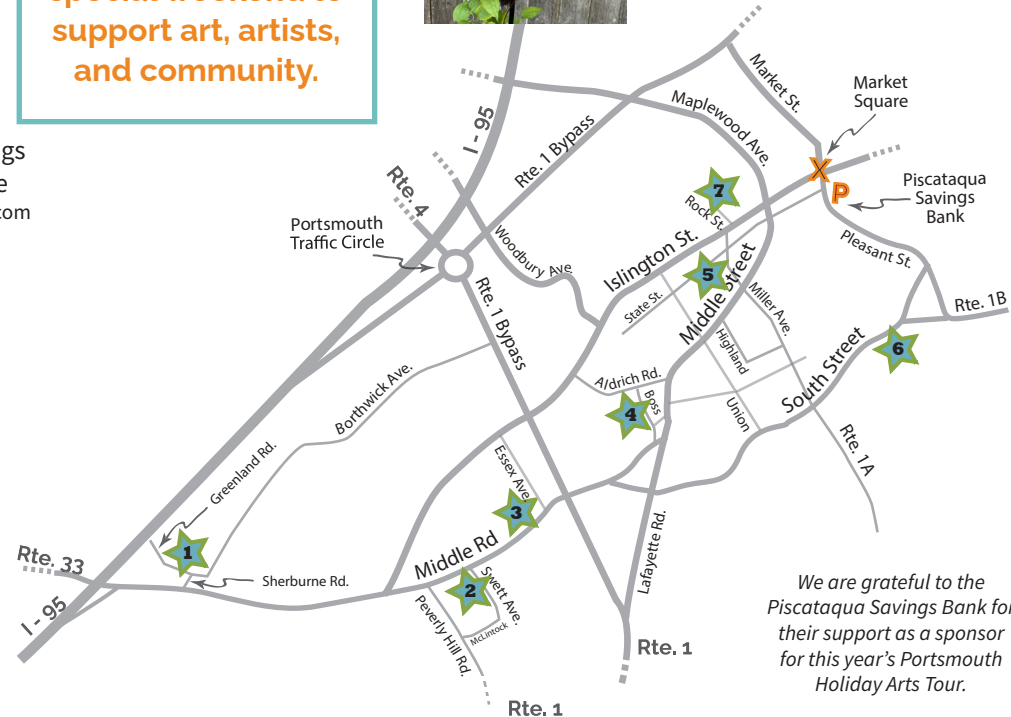 support art, artists,
and community.
gs
e
com
I - 95
Rte. 4
Rte. 1 Bypass
Maplewood Ave.
Market St.
Market
Square
X
P
Piscataqua
Savings
Bank
Portsmouth
Traffic Circle
Woodbury Ave
7
Rock St.
Islington St.
5
State St.
Middle Street
Miller Ave.
Pleasant St.
Rte. 1B
6
South Street
Rte. 1 Bypass
Highland
Union
Aldrich Rd.
Boss
4
Rte. 1A
Borthwick Ave.
Greenland Rd.
Essex Ave
3
1
Rte. 33
Sherburne Rd.
Middle Rd
2
Swett Ave.
McLintock
Peverly Hill Rd.
Lafayette Rd.
I - 95
Rte. 1
Rte. 1
We are grateful to the
Piscataqua Savings Bank for
their support as a sponsor
for this year's Portsmouth
Holiday Arts Tour.